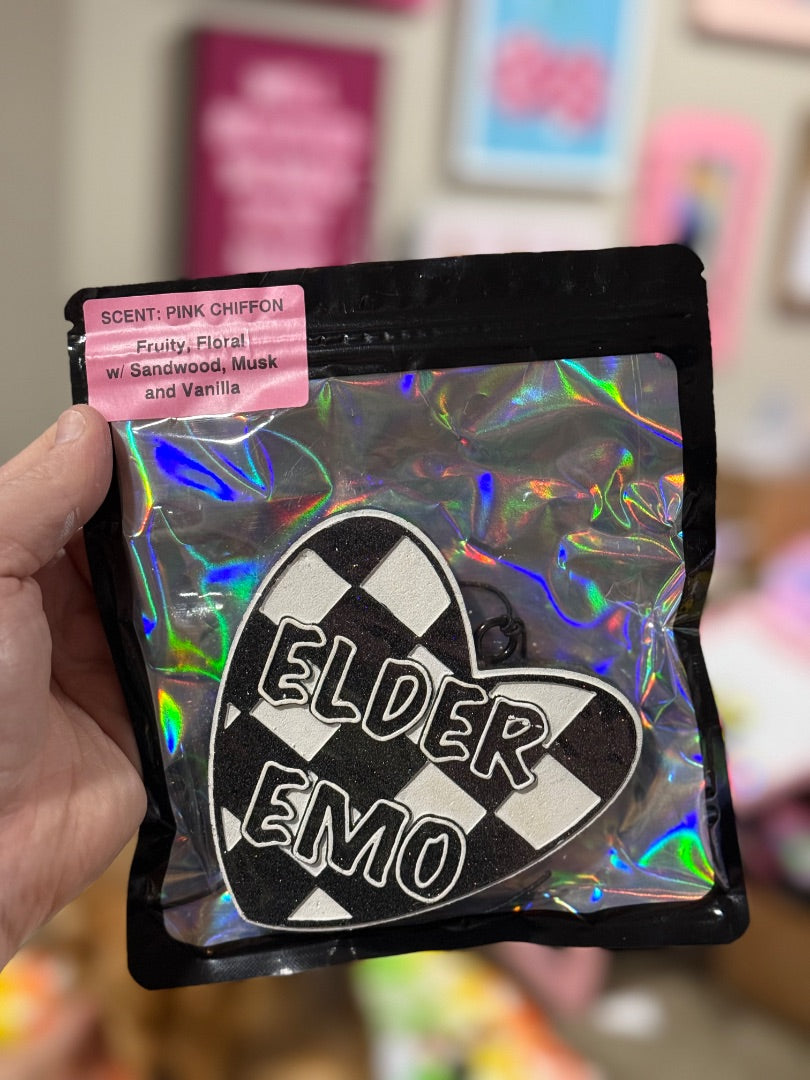 SCENT: PINK CHIFFON
Fruity, Floral
w/ Sandwood, Musk
and Vanilla
ELDER
EMO